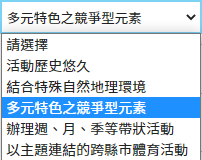 多元特色之競爭型元素
請選擇
活動歷史悠久
結合特殊自然地理環境
多元特色之競爭型元素
辦理週、月、季等帶狀活動
以主題連結的跨縣市體育活動